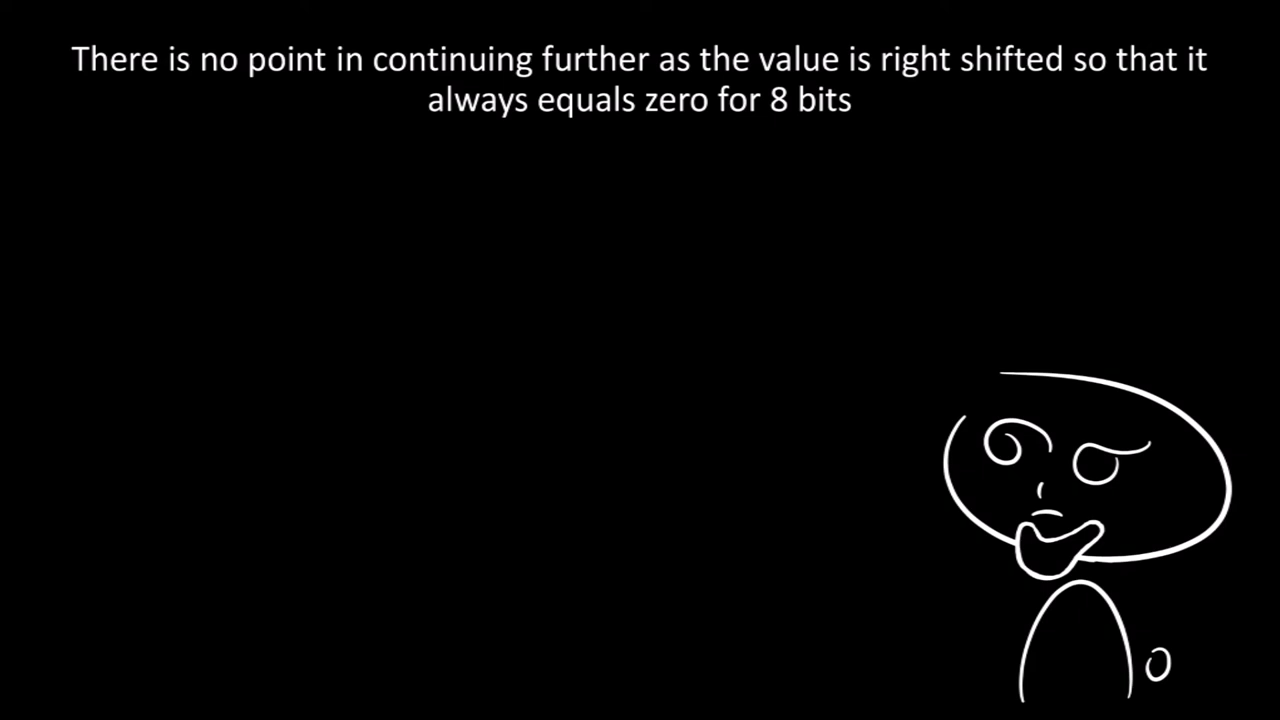 There is no point in continuing further as the value is right shifted so that it
always equals zero for 8 bits